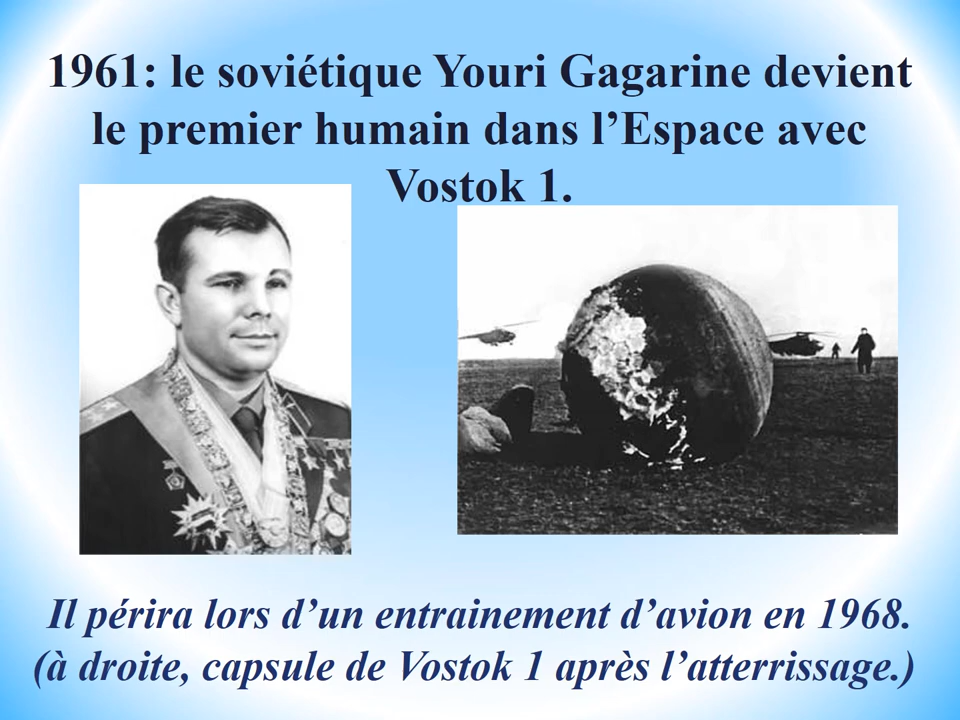 1961: le soviétique Youri Gagarine devient
le premier humain dans l’Espace avec
Vostok 1.
Il périra lors d’un entrainement d’avion en 1968.
(à droite, capsule de Vostok 1 après l’atterrissage.)